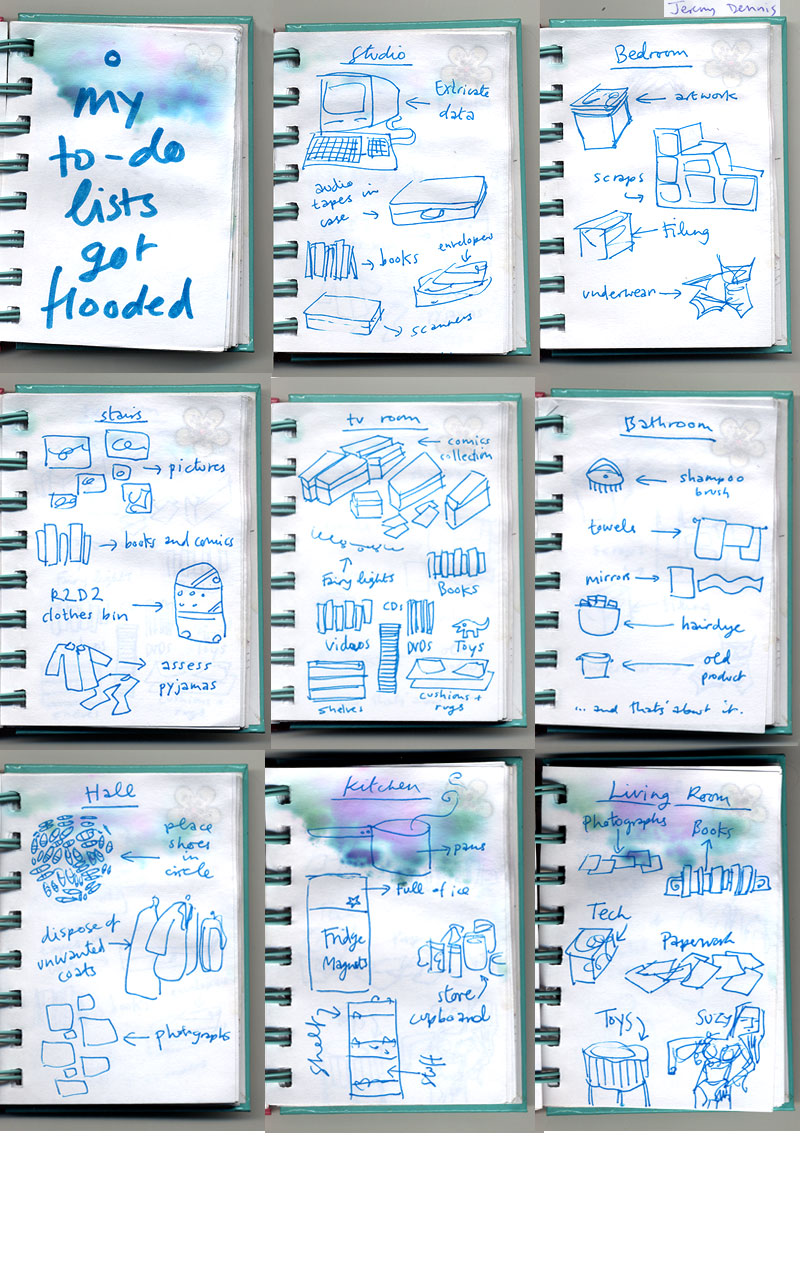 Jeremy Dennis
o
my
to-do
lists
got
flooded
Studio
Extricate
data
audio
tapes in
case
books
envelopes
scanners
Bedroom
artwork
scraps
Filing
underwear
stairs
pictures
books and comics
R2D2
clothes bin
assess
pyjamas
tv room
comics
collection
Fairy lights
Books
CDs
videos
DVDs
Toys
shelves
cushions +
rugs
Bathroom
shampoo
brush
towels
mirrors
hairdye
old
product
... and that's about it.
Hall
place
shoes
in
circle
dispose of
unwanted
coats
photographs
Kitchen
pans
Full of ice
Fridge
Magnets
store
cupboard
shelf
stuff
Living Room
Photographs
Books
Tech
Paperwork
Toys
Suzy